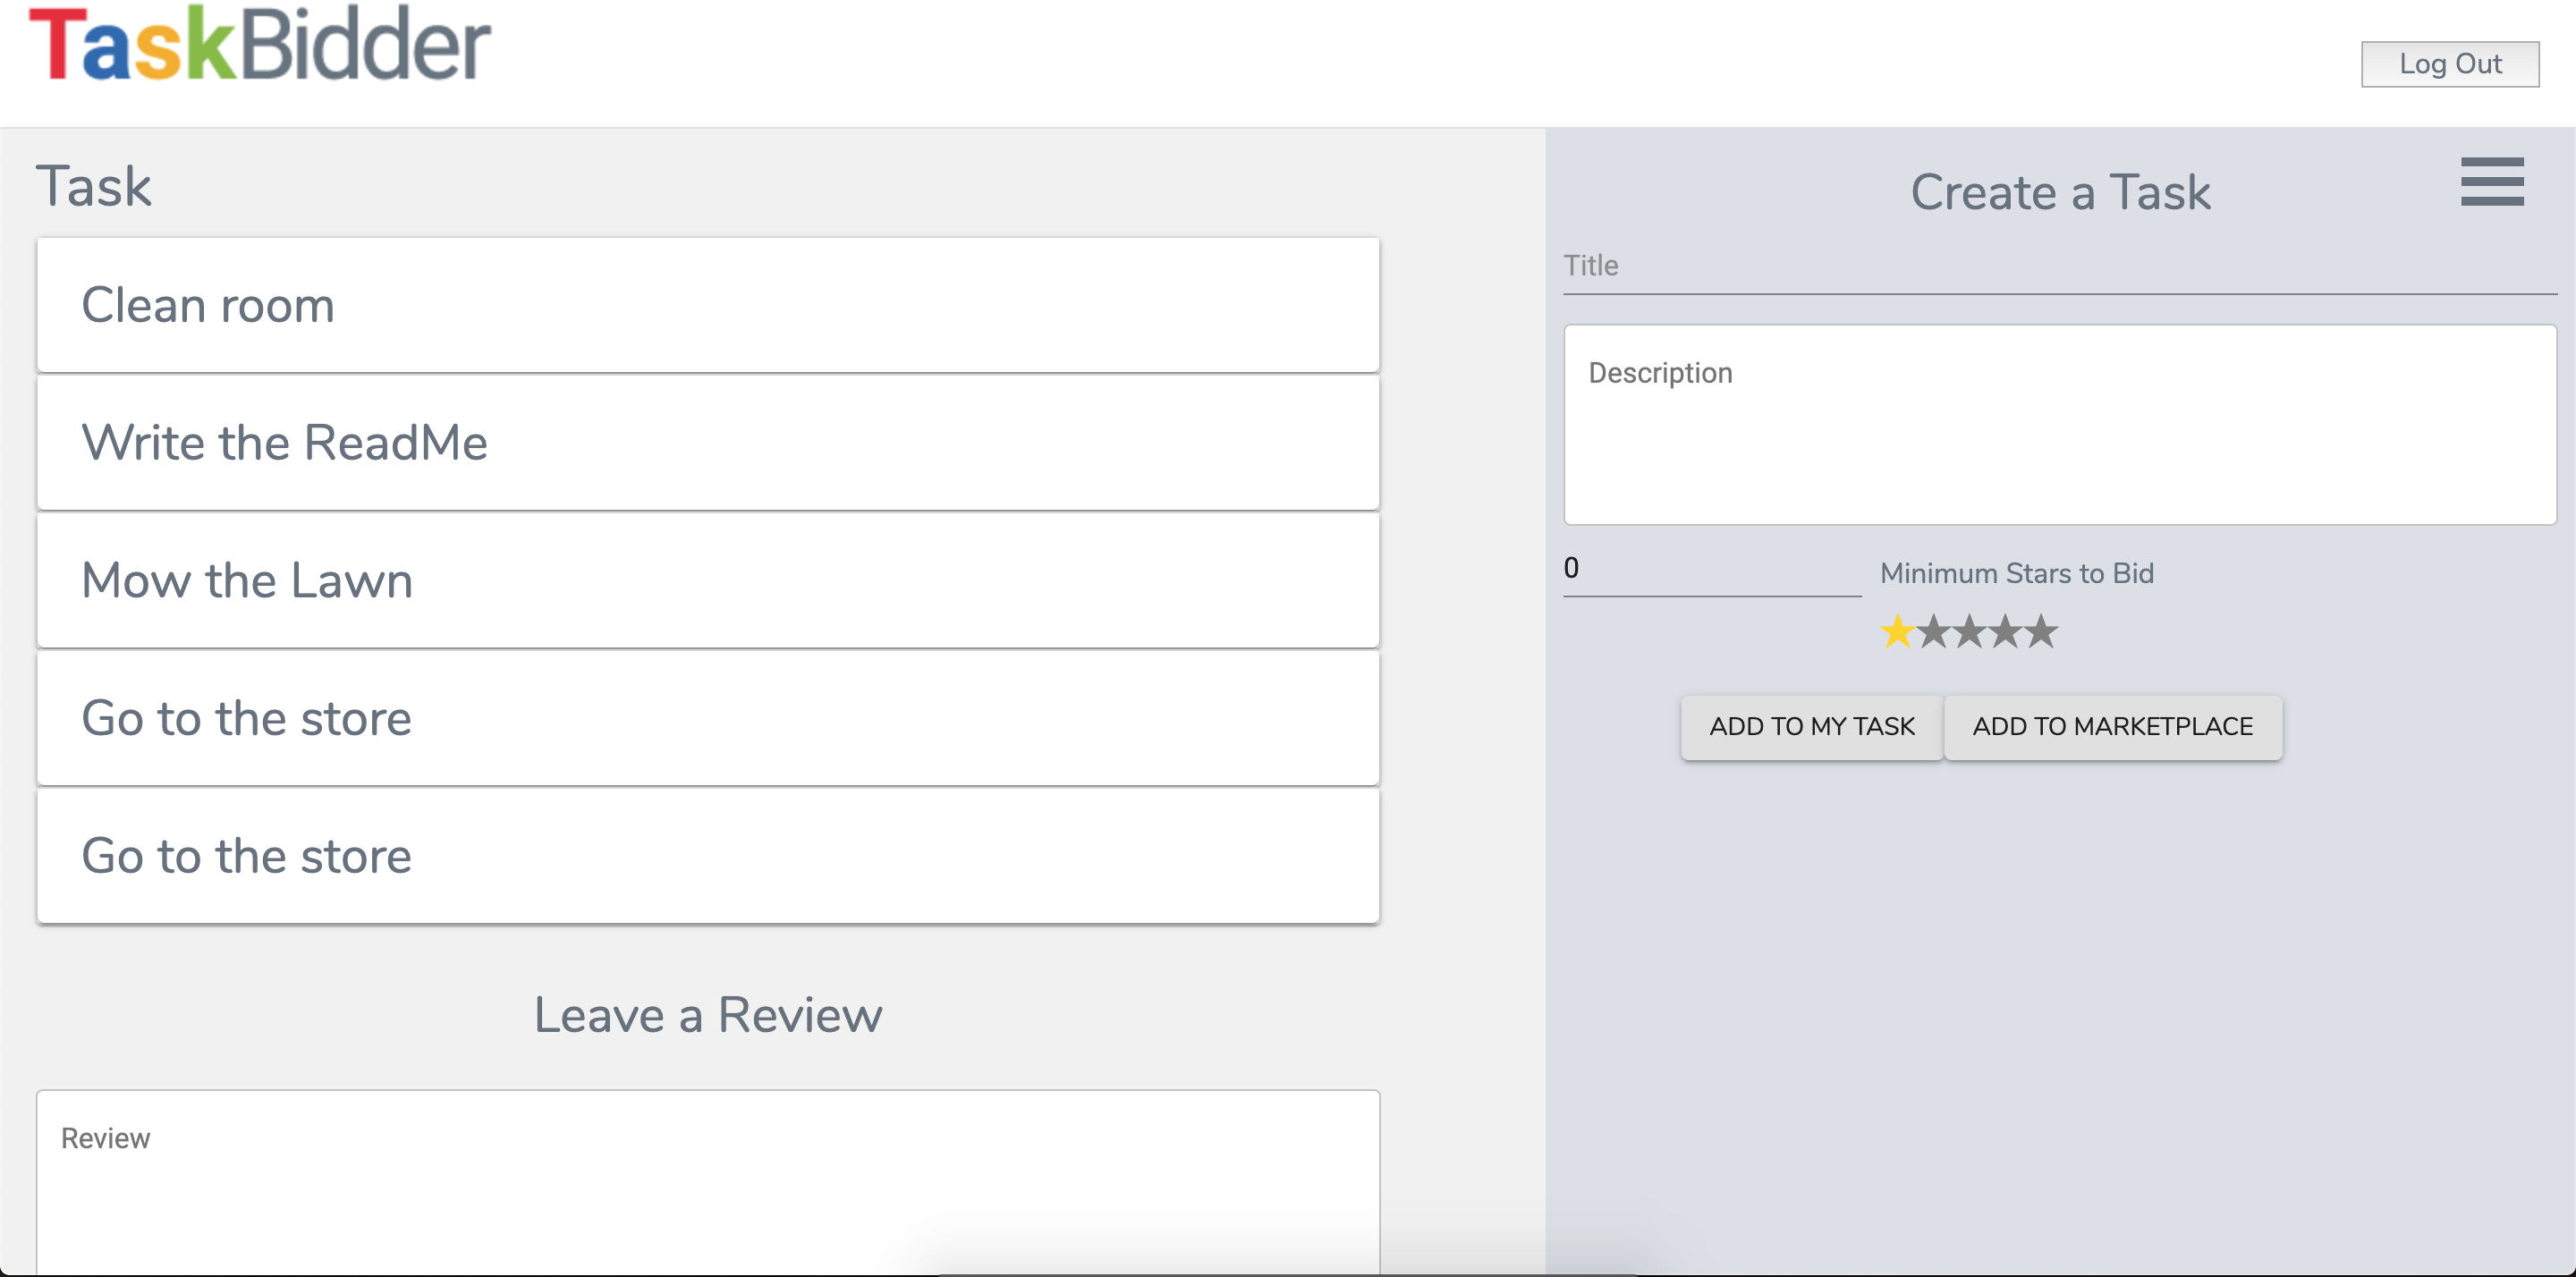 TaskBidder
Log Out
Task
Clean room
Write the ReadMe
Mow the Lawn
Go to the store
Go to the store
Leave a Review
Review
Create a Task
Title
Description
0
Minimum Stars to Bid
ADD TO MY TASK
ADD TO MARKETPLACE